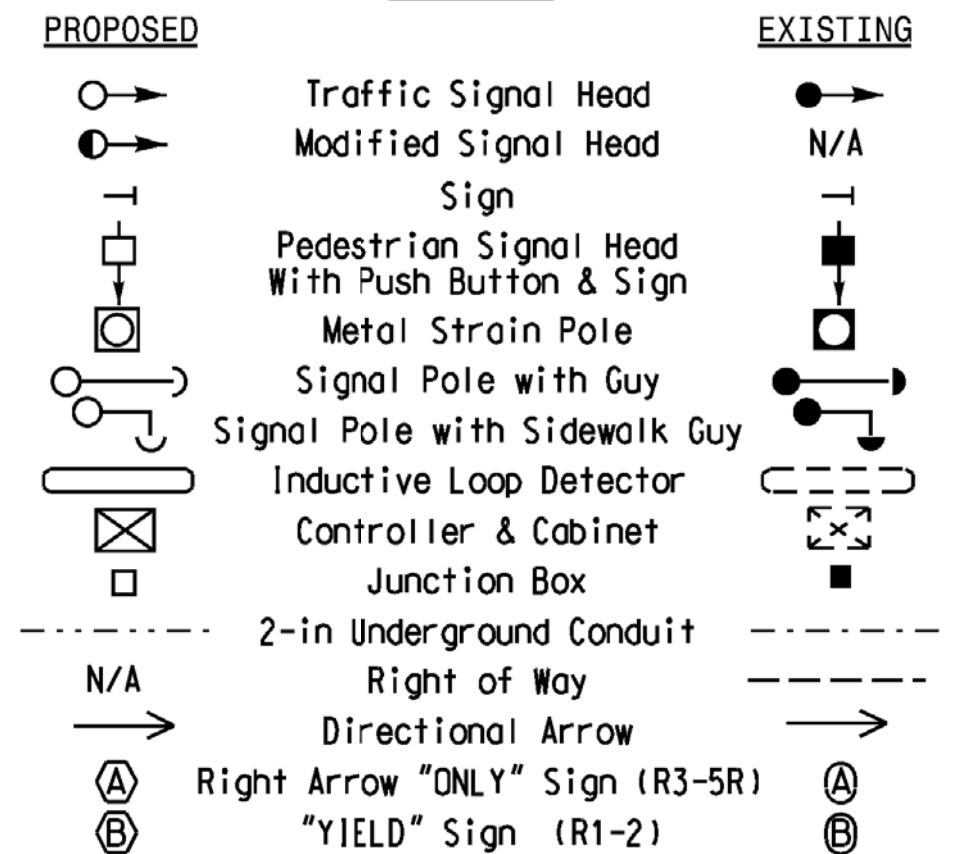 PROPOSED EXISTING
Traffic Signal Head
Modified Signal Head N/A
Sign
Pedestrian Signal Head
With Push Button & Sign
Metal Strain Pole
Signal Pole with Guy
Signal Pole with Sidewalk Guy
Inductive Loop Detector
Controller & Cabinet
Junction Box
2-in Underground Conduit
N/A Right of Way
Directional Arrow
A Right Arrow "ONLY" Sign (R3-5R) A
B "YIELD" Sign (R1-2) B